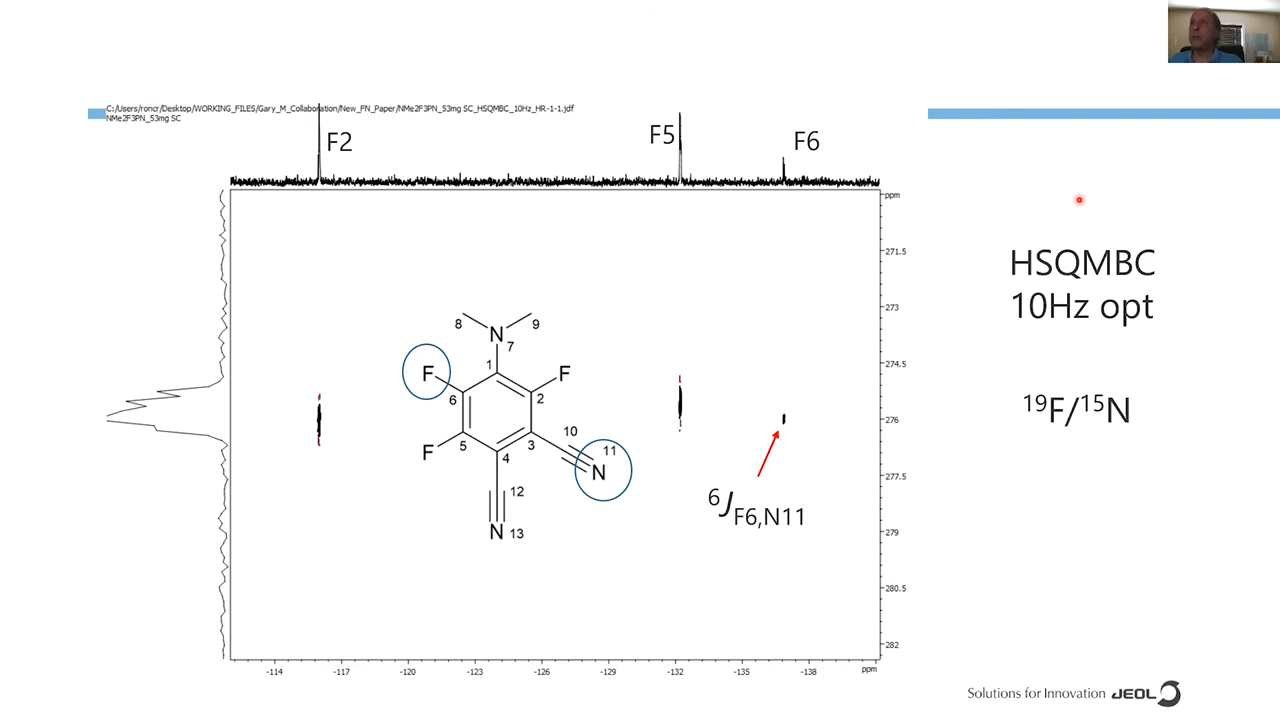 C:/Users/roncr/Desktop/WORKING_FILES/Gary_M_Collaboration/New_FN_Paper/NMe2F3PN_53mg SC_HSQMBC_10Hz_HR-1-1.jdf
NMe2F3PN_53mg SC
F2
F5
F6
ppm
271.5
273
274.5
276
277.5
279
280.5
282
8
9
N
7
1
F
F
6
2
10
11
F
5
3
4
N
12
N
13
6JF6,N11
-114
-117
-120
-123
-126
-129
-132
-135
-138
ppm
HSQMBC
10Hz opt
19F/15N
Solutions for Innovation JEOL